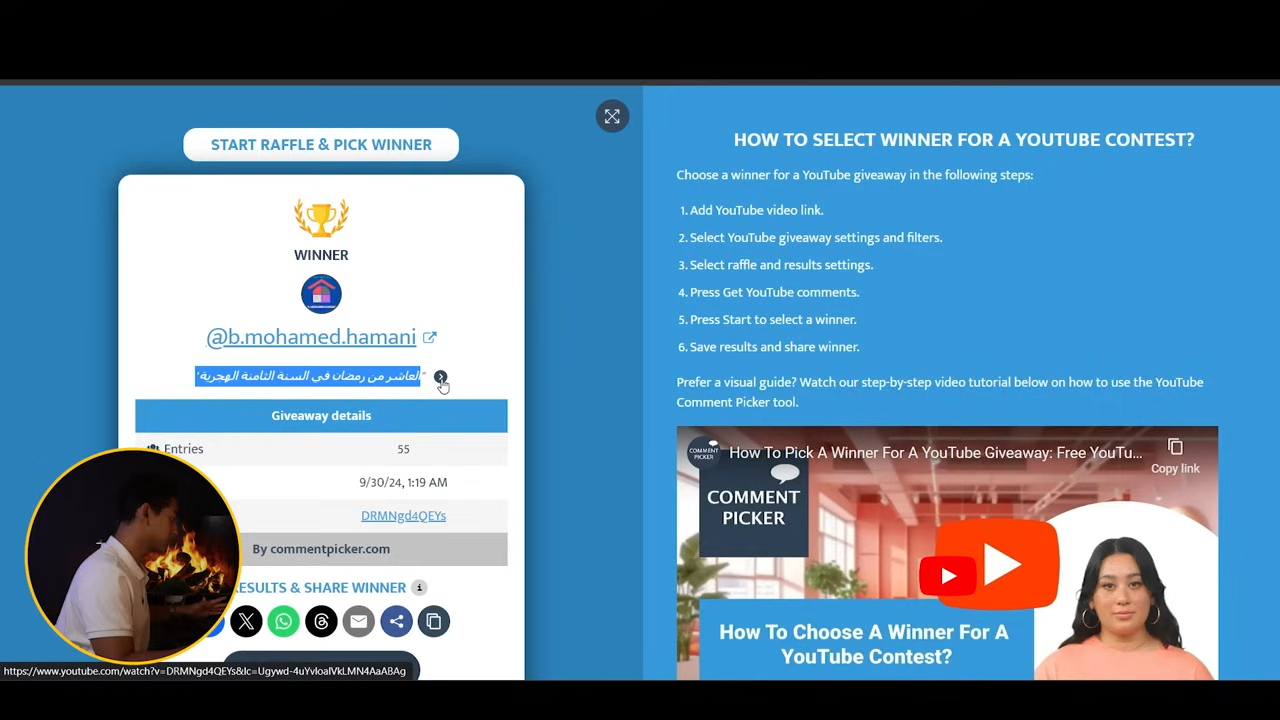 START RAFFLE & PICK WINNER
WINNER
@b.mohamed.hamani
"العاشر من رمضان في السنة الثامنة الهجرية"
Giveaway details
Entries 55
9/30/24, 1:19 AM
DRMNgd4QEYs
By commentpicker.com
RESULTS & SHARE WINNER
https://www.youtube.com/watch?v=DRMNgd4QEYs&lc=Ugywd-4uYvIoaIVkLMN4AaABAg
HOW TO SELECT WINNER FOR A YOUTUBE CONTEST?
Choose a winner for a YouTube giveaway in the following steps:
1. Add YouTube video link.
2. Select YouTube giveaway settings and filters.
3. Select raffle and results settings.
4. Press Get YouTube comments.
5. Press Start to select a winner.
6. Save results and share winner.
Prefer a visual guide? Watch our step-by-step video tutorial below on how to use the YouTube
Comment Picker tool.
COMMENT
PICKER
How To Pick A Winner For A YouTube Giveaway: Free YouTu...
Copy link
COMMENT
PICKER
How To Choose A Winner For A
YouTube Contest?